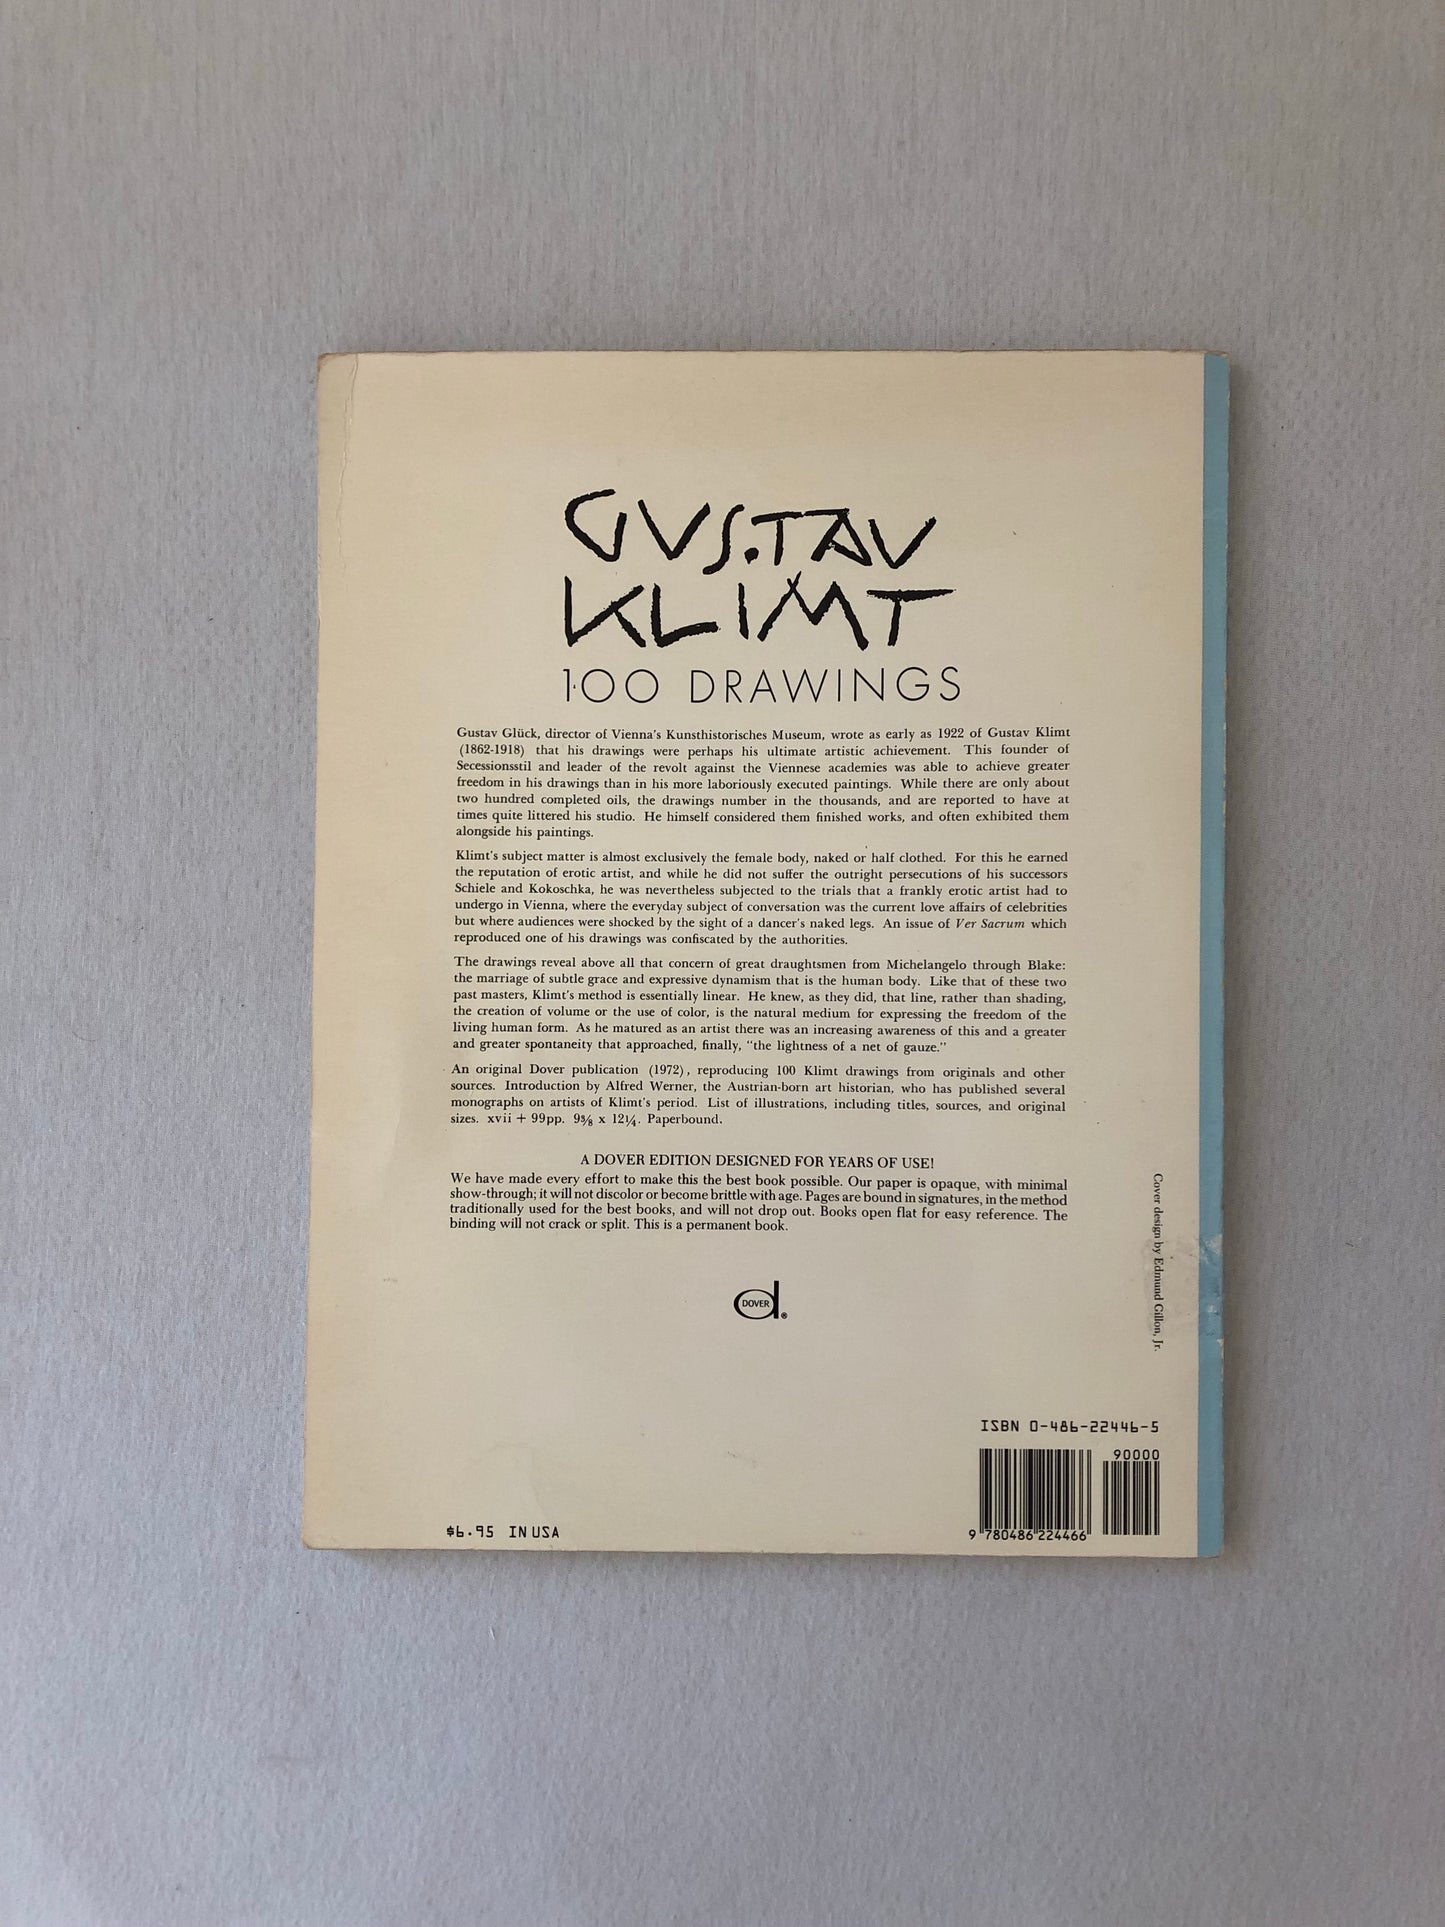 GUSTAV
KLIMT
100 DRAWINGS
Gustav Glück, director of Vienna's Kunsthistorisches Museum, wrote as early as 1922 of Gustav Klimt
(1862-1918) that his drawings were perhaps his ultimate artistic achievement. This founder of
Secessionsstil and leader of the revolt against the Viennese academies was able to achieve greater
freedom in his drawings than in his more laboriously executed paintings. While there are only about
two hundred completed oils, the drawings number in the thousands, and are reported to have at
times quite littered his studio. He himself considered them finished works, and often exhibited them
alongside his paintings.
Klimt's subject matter is almost exclusively the female body, naked or half clothed. For this he earned
the reputation of erotic artist, and while he did not suffer the outright persecutions of his successors
Schiele and Kokoschka, he was nevertheless subjected to the trials that a frankly erotic artist had to
undergo in Vienna, where the everyday subject of conversation was the current love affairs of celebrities
but where audiences were shocked by the sight of a dancer's naked legs. An issue of Ver Sacrum which
reproduced one of his drawings was confiscated by the authorities.
The drawings reveal above all that concern of great draughtsmen from Michelangelo through Blake:
the marriage of subtle grace and expressive dynamism that is the human body. Like that of these two
past masters, Klimt's method is essentially linear. He knew, as they did, that line, rather than shading,
the creation of volume or the use of color, is the natural medium for expressing the freedom of the
living human form. As he matured as an artist there was an increasing awareness of this and a greater
and greater spontaneity that approached, finally, "the lightness of a net of gauze."
An original Dover publication (1972), reproducing 100 Klimt drawings from originals and other
sources. Introduction by Alfred Werner, the Austrian-born art historian, who has published several
monographs on artists of Klimt's period. List of illustrations, including titles, sources, and original
sizes. xvii + 99pp. 9⅜ x 12¼. Paperbound.
A DOVER EDITION DESIGNED FOR YEARS OF USE!
We have made every effort to make this the best book possible. Our paper is opaque, with minimal
show-through; it will not discolor or become brittle with age. Pages are bound in signatures, in the method
traditionally used for the best books, and will not drop out. Books open flat for easy reference. The
binding will not crack or split. This is a permanent book.
Cover design by Edmund Gillon, Jr.
DOVER ®
ISBN 0-486-22446-5
90000
9 780486 224466
$6.95 IN USA